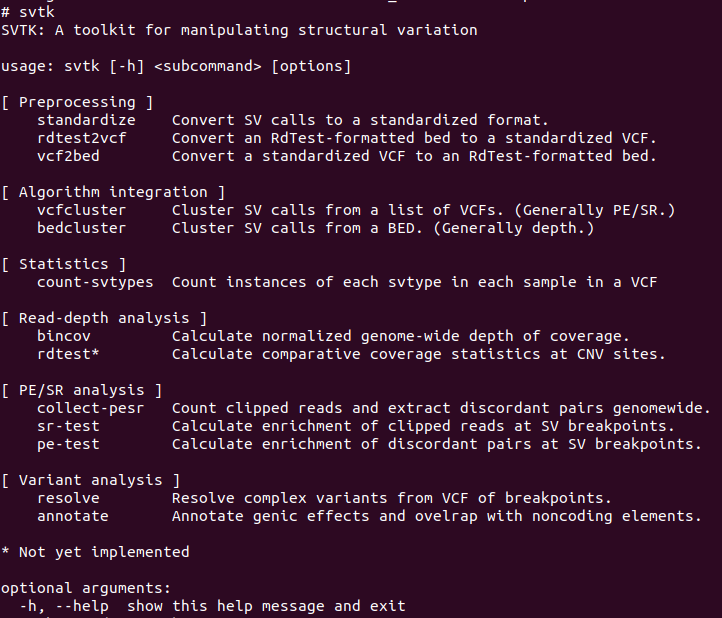 # svtk
SVTK: A toolkit for manipulating structural variation
usage: svtk [-h] <subcommand> [options]
[ Preprocessing ]
standardize    Convert SV calls to a standardized format.
rdtest2vcf     Convert an RdTest-formatted bed to a standardized VCF.
vcf2bed        Convert a standardized VCF to an RdTest-formatted bed.
[ Algorithm integration ]
vcfcluster     Cluster SV calls from a list of VCFs. (Generally PE/SR.)
bedcluster     Cluster SV calls from a BED. (Generally depth.)
[ Statistics ]
count-svtypes  Count instances of each svtype in each sample in a VCF
[ Read-depth analysis ]
bincov         Calculate normalized genome-wide depth of coverage.
rdtest*        Calculate comparative coverage statistics at CNV sites.
[ PE/SR analysis ]
collect-pesr   Count clipped reads and extract discordant pairs genomewide.
sr-test        Calculate enrichment of clipped reads at SV breakpoints.
pe-test        Calculate enrichment of discordant pairs at SV breakpoints.
[ Variant analysis ]
resolve        Resolve complex variants from VCF of breakpoints.
annotate       Annotate genic effects and ovelrap with noncoding elements.
* Not yet implemented
optional arguments:
-h, --help  show this help message and exit